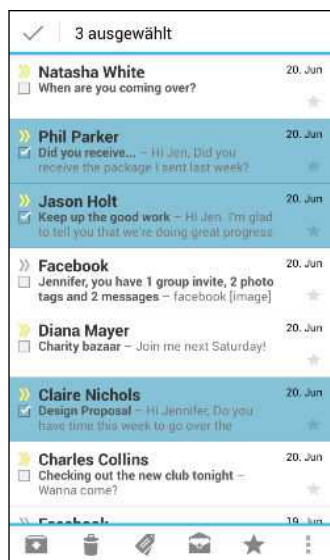 3 ausgewählt
Natasha White 20. Jun
When are you coming over?
Phil Parker 20. Jun
Did you receive... – Hi Jen, Did you
receive the package I sent last week?
Jason Holt 20. Jun
Keep up the good work – Hi Jen. I'm glad
to tell you that we're doing great progress
Facebook 20. Jun
Jennifer, you have 1 group invite, 2 photo
tags and 2 messages – facebook [image]
Diana Mayer 20. Jun
Charity bazaar – Join me next Saturday!
Claire Nichols 20. Jun
Design Proposal – Hi Jennifer, Do you
have time this week to go over the
Charles Collins 20. Jun
Checking out the new club tonight –
Wanna come?
Facebook 19. Jun